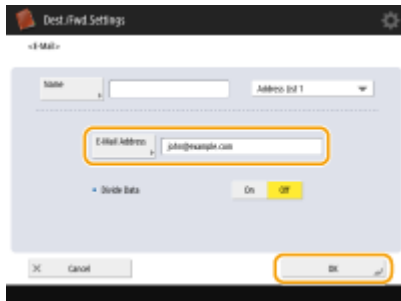 Dest./Fwd.Settings
<E-Mail>
Name
Address List 1
E-Mail Address
john@example.com
Divide Data
On
Off
Cancel
OK